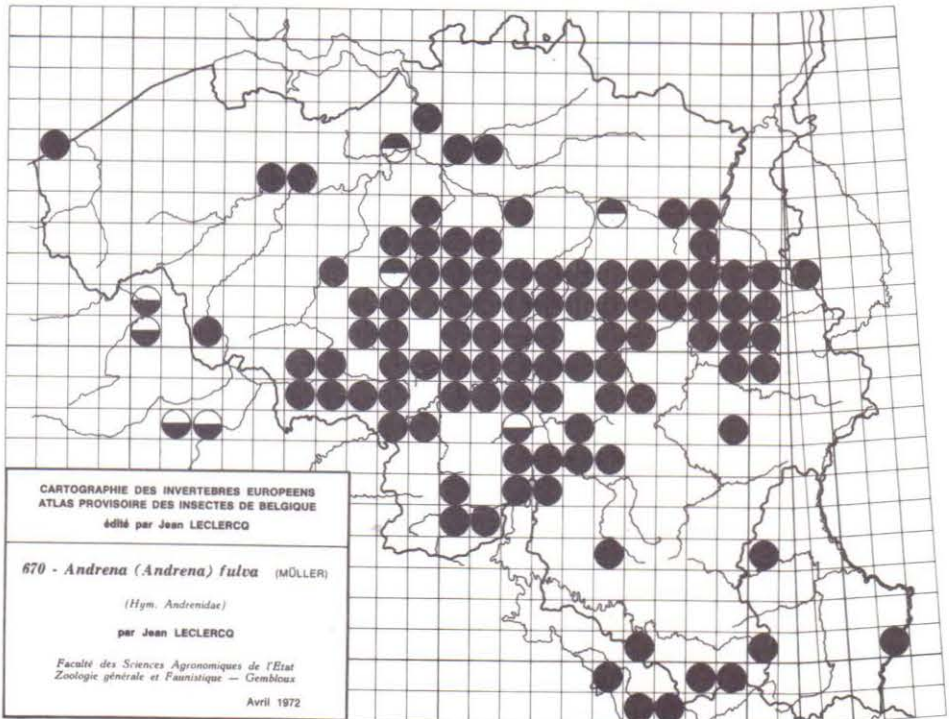 CARTOGRAPHIE DES INVERTEBRES EUROPEENS
ATLAS PROVISOIRE DES INSECTES DE BELGIQUE
édité par Jean LECLERCQ
670 - Andrena (Andrena) fulva (MÜLLER)
(Hym. Andrenidae)
par Jean LECLERCQ
Faculté des Sciences Agronomiques de l'Etat
Zoologie générale et Faunistique — Gembloux
Avril 1972